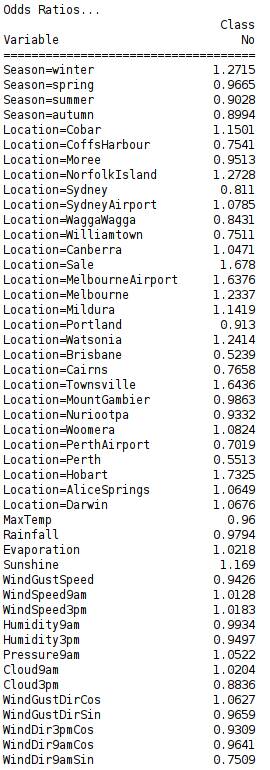 Odds Ratios...
Class
Variable No
===================================
Season=winter 1.2715
Season=spring 0.9665
Season=summer 0.9028
Season=autumn 0.8994
Location=Cobar 1.1501
Location=CoffsHarbour 0.7541
Location=Moree 0.9513
Location=NorfolkIsland 1.2728
Location=Sydney 0.811
Location=SydneyAirport 1.0785
Location=WaggaWagga 0.8431
Location=Williamtown 0.7511
Location=Canberra 1.0471
Location=Sale 1.678
Location=MelbourneAirport 1.6376
Location=Melbourne 1.2337
Location=Mildura 1.1419
Location=Portland 0.913
Location=Watsonia 1.2414
Location=Brisbane 0.5239
Location=Cairns 0.7658
Location=Townsville 1.6436
Location=MountGambier 0.9863
Location=Nuriootpa 0.9332
Location=Woomera 1.0824
Location=PerthAirport 0.7019
Location=Perth 0.5513
Location=Hobart 1.7325
Location=AliceSprings 1.0649
Location=Darwin 1.0676
MaxTemp 0.96
Rainfall 0.9794
Evaporation 1.0218
Sunshine 1.169
WindGustSpeed 0.9426
WindSpeed9am 1.0128
WindSpeed3pm 1.0183
Humidity9am 0.9934
Humidity3pm 0.9497
Pressure9am 1.0522
Cloud9am 1.0204
Cloud3pm 0.8836
WindGustDirCos 1.0627
WindGustDirSin 0.9659
WindDir3pmCos 0.9309
WindDir9amCos 0.9641
WindDir9amSin 0.7509